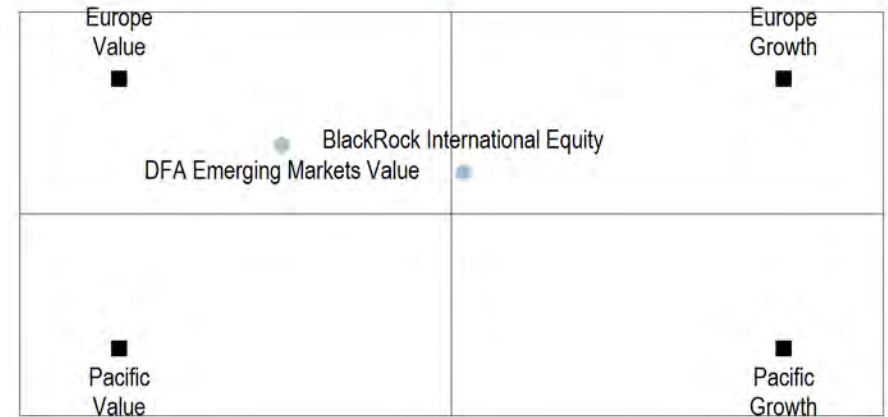 Europe
Value
Europe
Growth
BlackRock International Equity
DFA Emerging Markets Value
Pacific
Value
Pacific
Growth